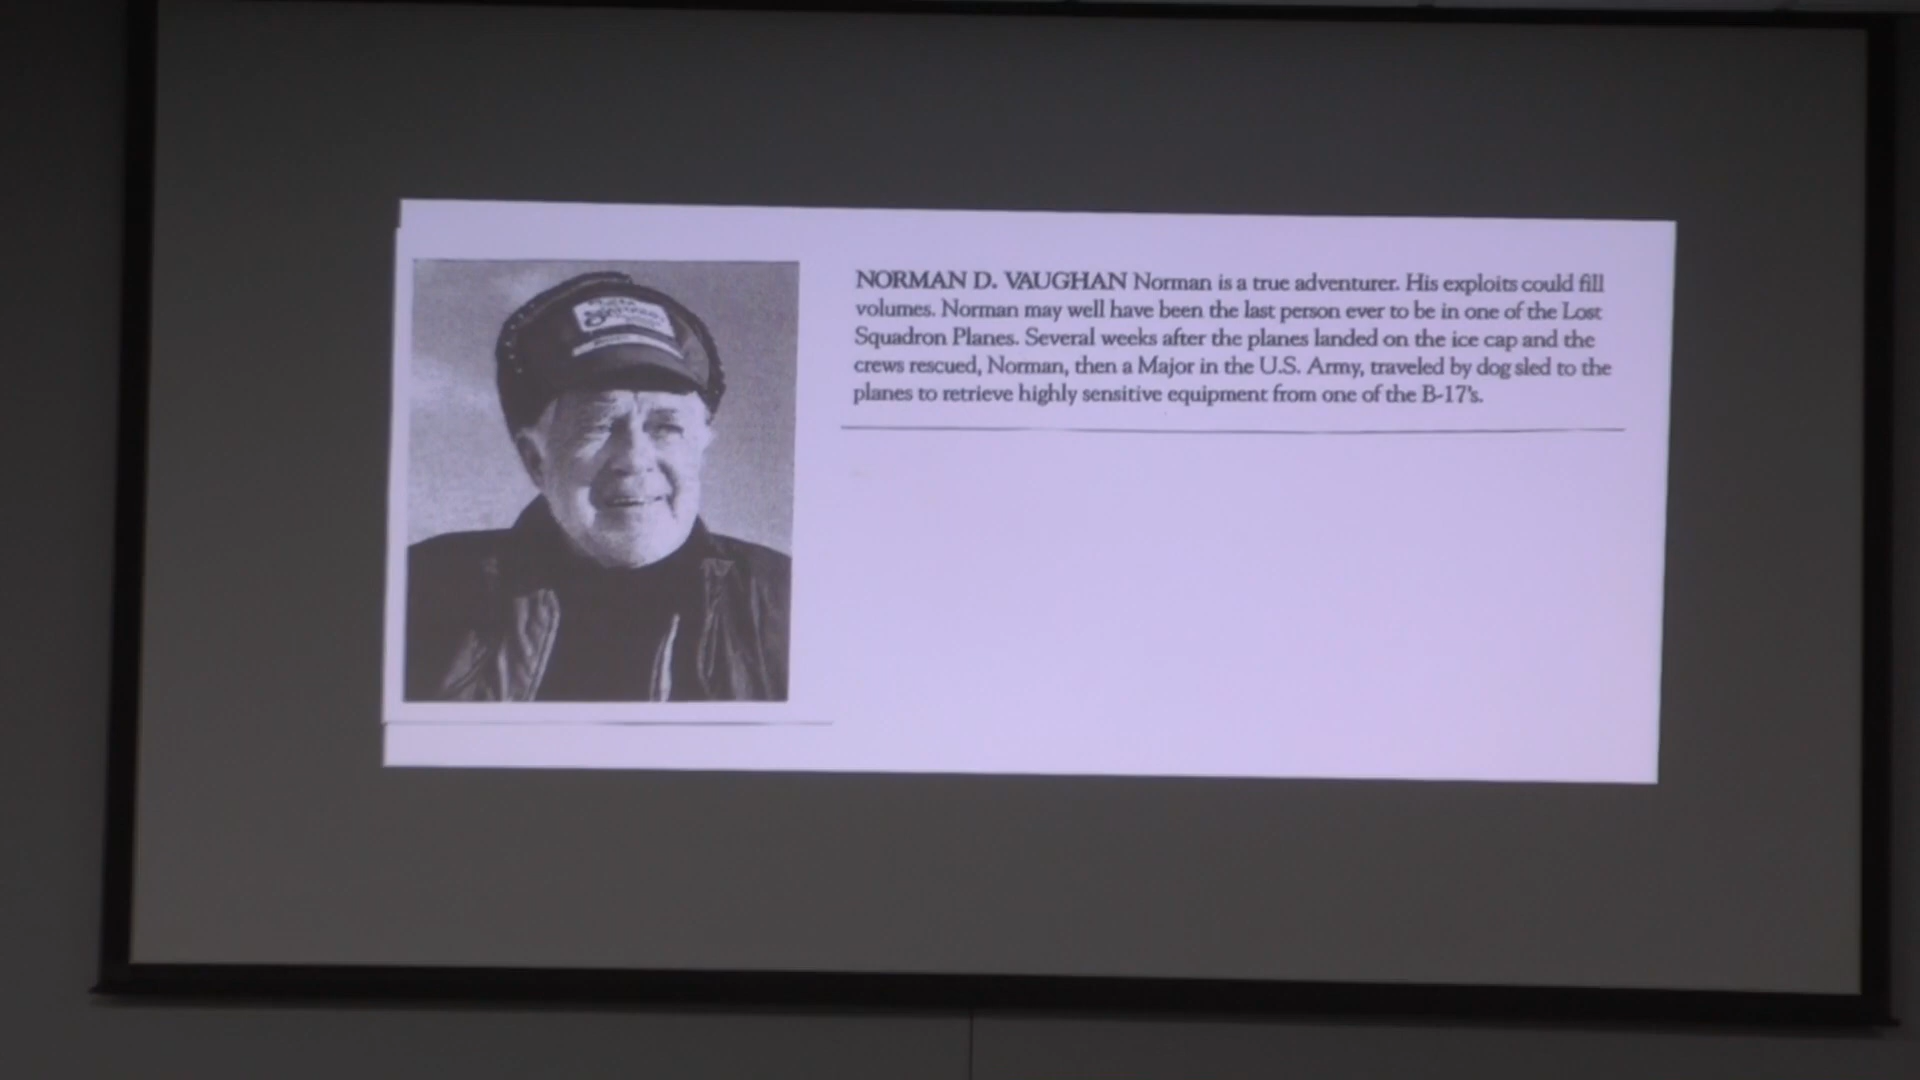 NORMAN D. VAUGHAN Norman is a true adventurer. His exploits could fill
volumes. Norman may well have been the last person ever to be in one of the Lost
Squadron Planes. Several weeks after the planes landed on the ice cap and the
crews rescued, Norman, then a Major in the U.S. Army, traveled by dog sled to the
planes to retrieve highly sensitive equipment from one of the B-17's.